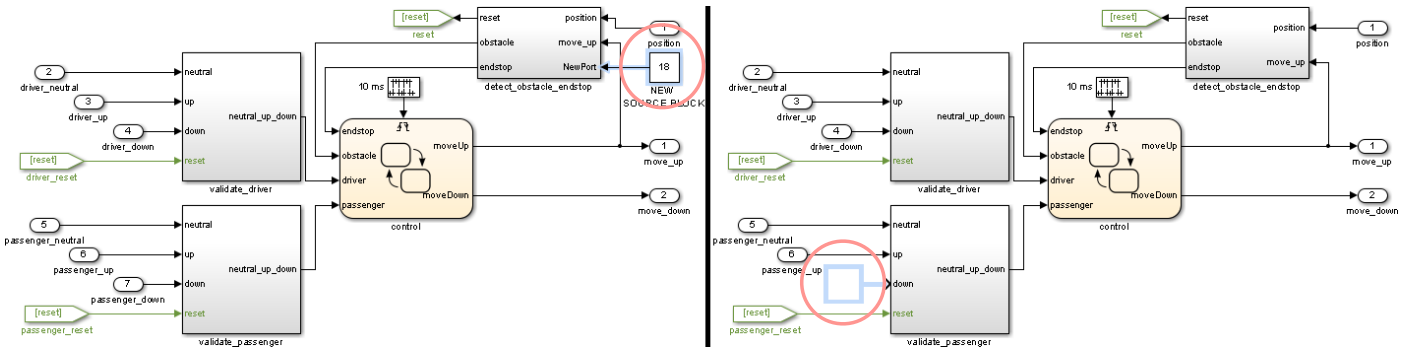 [reset]
reset
reset
obstacle
endstop
position
move_up
NewPort
detect_obstacle_endstop
1
position
18
NEW
SOURCE BLOCK
2
driver_neutral
3
driver_up
4
driver_down
[reset]
driver_reset
neutral
up
down
reset
neutral_up_down
validate_driver
10 ms
endstop
obstacle
driver
passenger
moveUp
moveDown
control
1
move_up
2
move_down
5
passenger_neutral
6
passenger_up
7
passenger_down
[reset]
passenger_reset
neutral
up
down
reset
neutral_up_down
validate_passenger
[reset]
reset
reset
obstacle
endstop
position
move_up
detect_obstacle_endstop
1
position
2
driver_neutral
3
driver_up
4
driver_down
[reset]
driver_reset
neutral
up
down
reset
neutral_up_down
validate_driver
10 ms
endstop
obstacle
driver
passenger
moveUp
moveDown
control
1
move_up
2
move_down
5
passenger_neutral
6
passenger_up
[reset]
passenger_reset
neutral
up
down
reset
neutral_up_down
validate_passenger